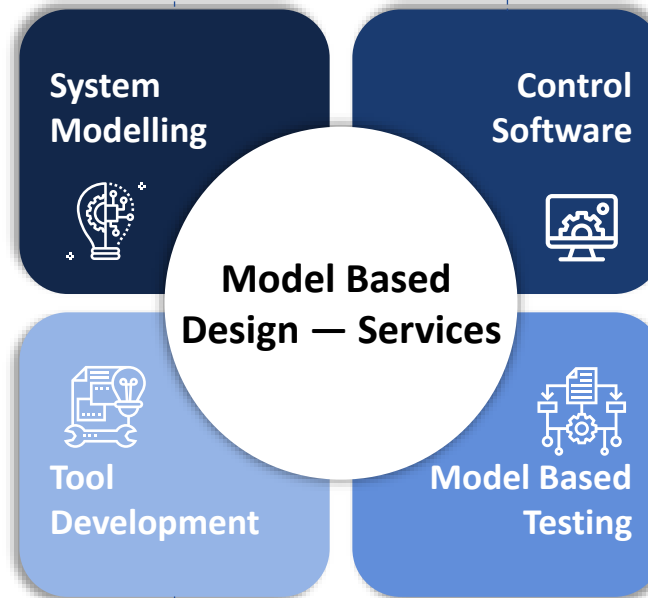 System
Modelling
Control
Software
Model Based
Design — Services
Tool
Development
Model Based
Testing